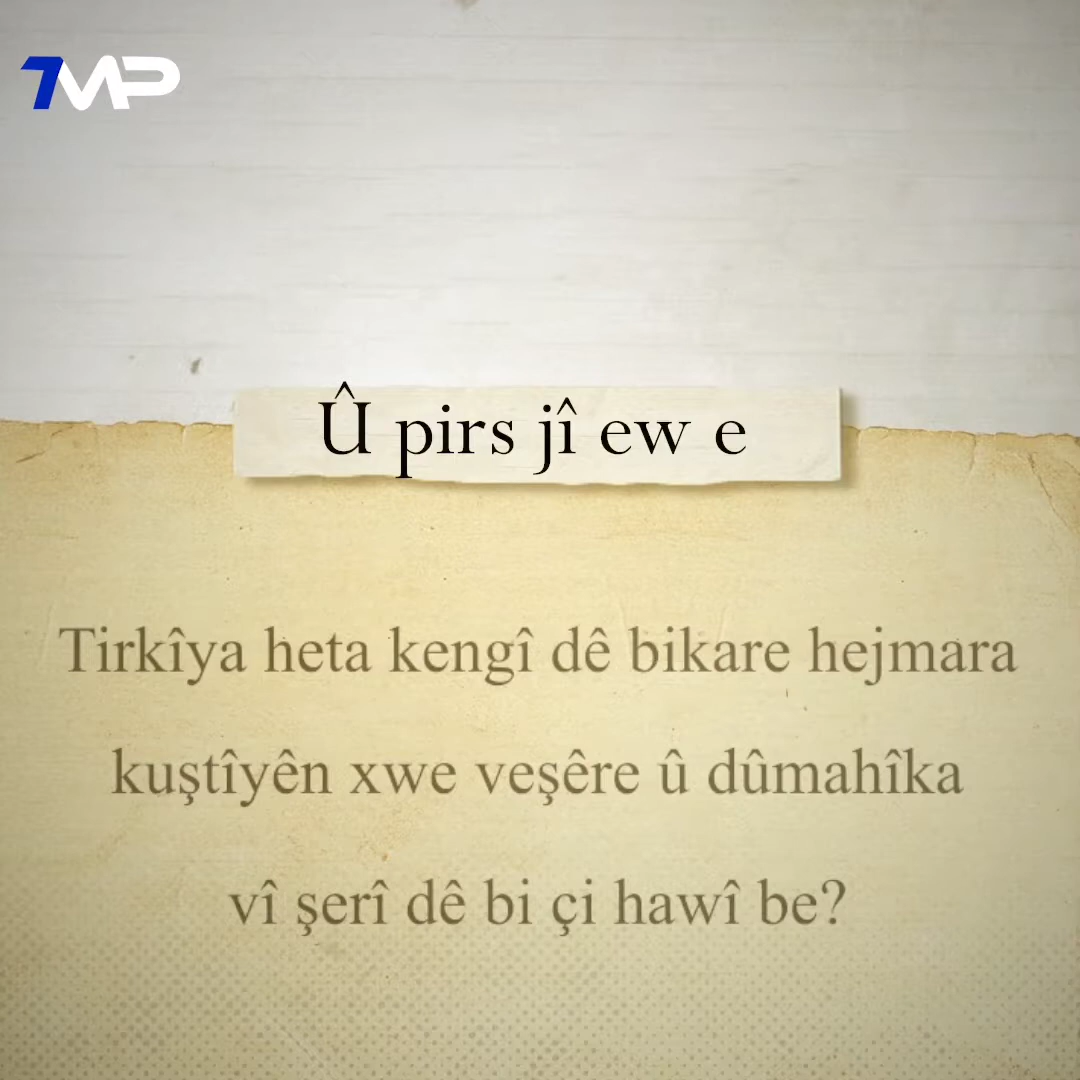 7MP
Û pirs jî ew e
Tirkîya heta kengî dê bikare hejmara
kuştîyên xwe veşêre û dûmahîka
vî şerî dê bi çi hawî be?